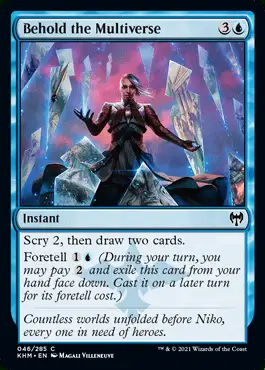 Behold the Multiverse 3
Instant
Scry 2, then draw two cards.
Foretell 1 (During your turn, you
may pay 2 and exile this card from your
hand face down. Cast it on a later turn
for its foretell cost.)
Countless worlds unfolded before Niko,
every one in need of heroes.
046/285 C
KHM • EN MAGALI VILLENEUVE
™ & © 2021 Wizards of the Coast